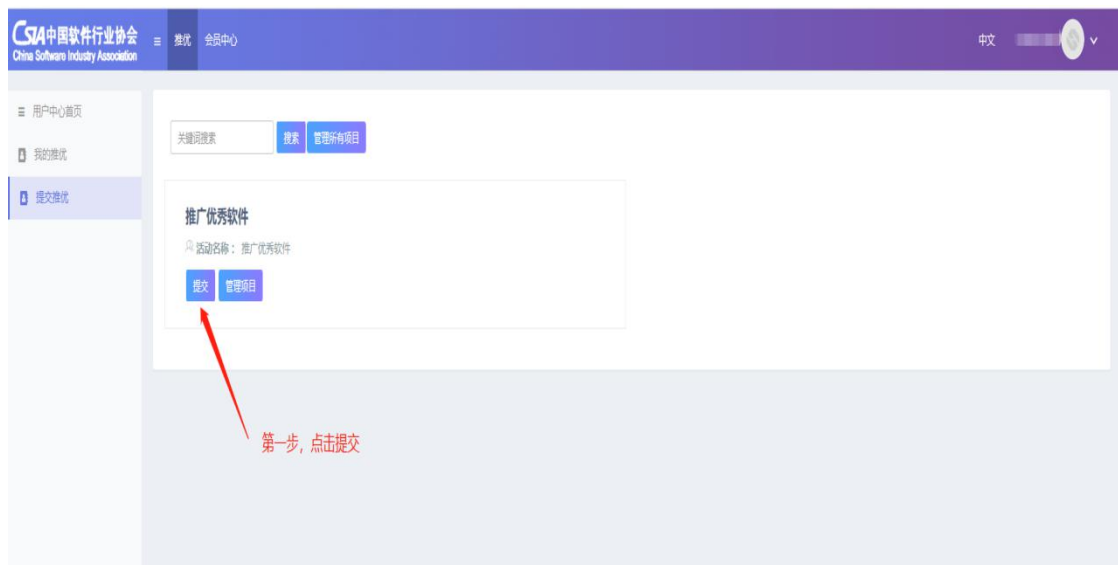 CSIA中国软件行业协会
China Software Industry Association
推优 会员中心
中文
用户中心首页
我的推优
提交推优
关键词搜索 搜索 管理所有项目
推广优秀软件
活动名称： 推广优秀软件
提交 管理项目
第一步，点击提交